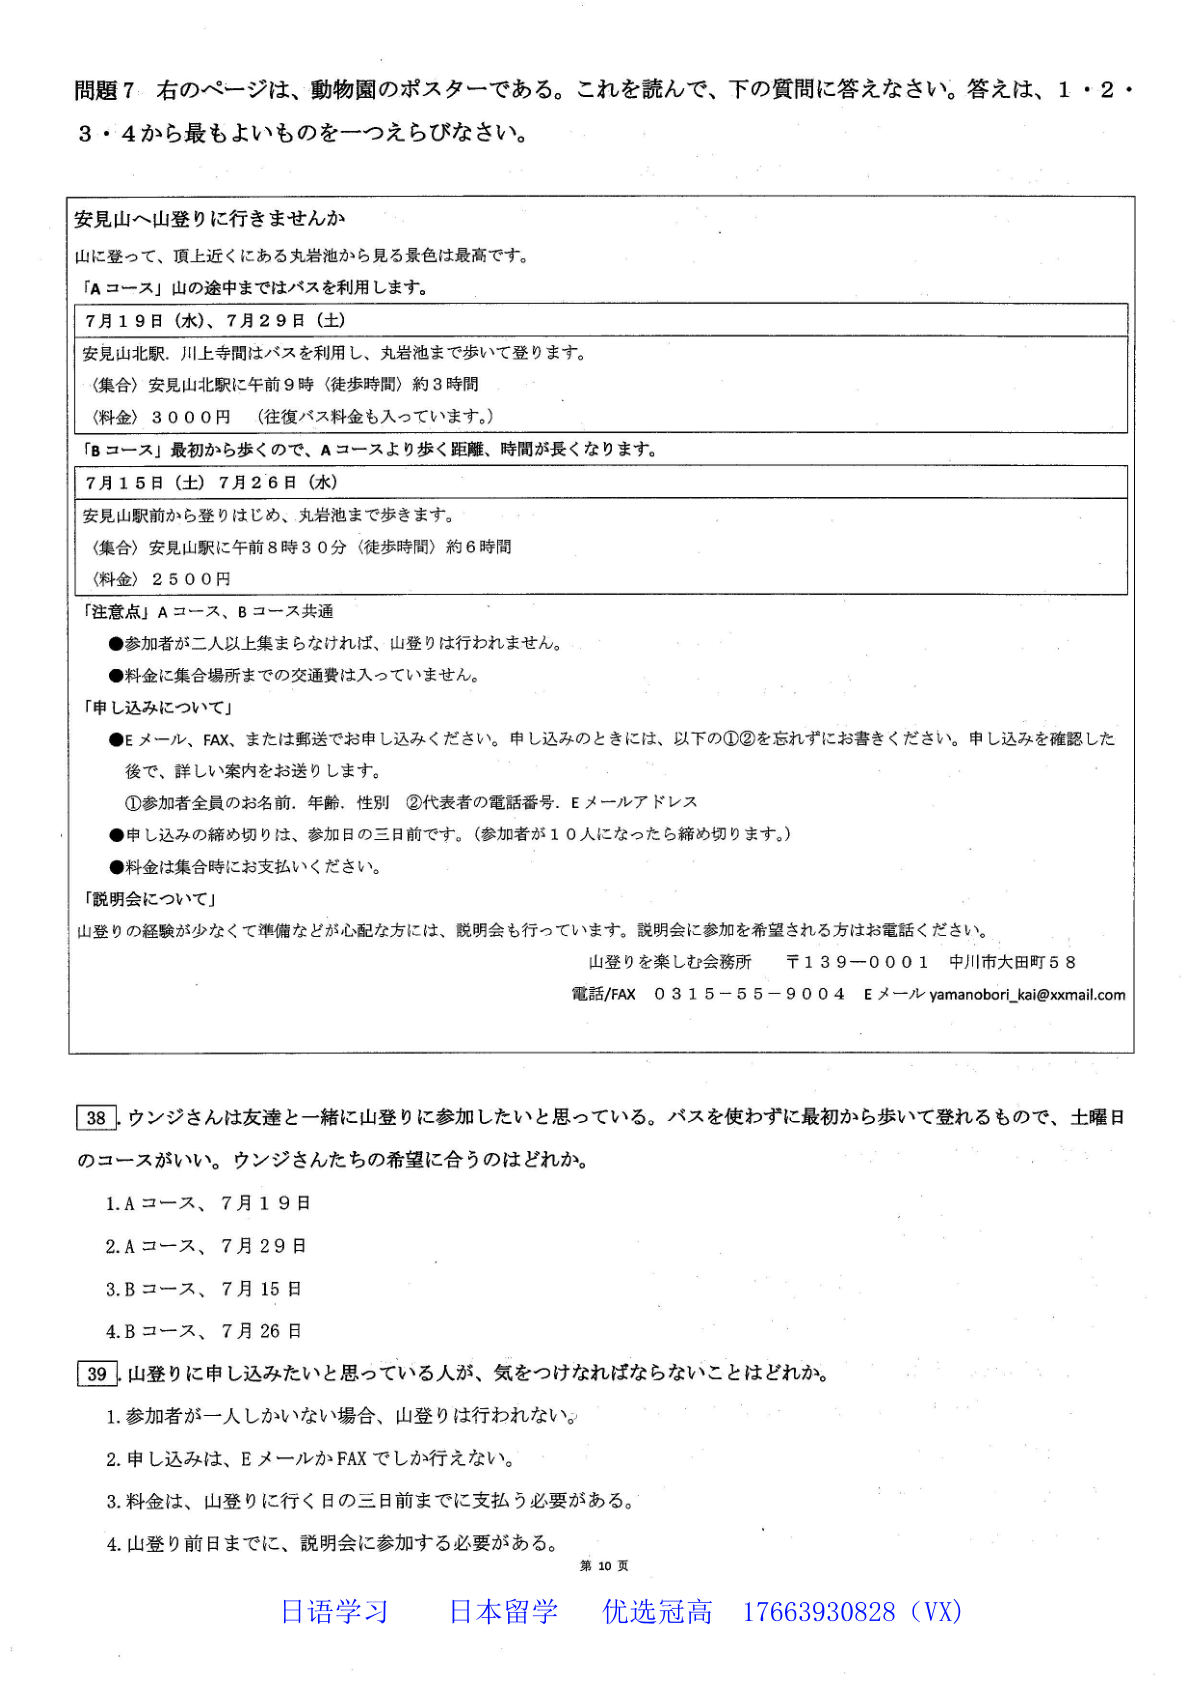 問題７　右のページは、動物園のポスターである。これを読んで、下の質問に答えなさい。答えは、１・２・
３・４から最もよいものを一つえらびなさい。
安見山へ山登りに行きませんか
山に登って、頂上近くにある丸岩池から見る景色は最高です。
「A コース」山の途中まではバスを利用します。
７月１９日（水）、７月２９日（土）
安見山北駅．川上寺間はバスを利用し、丸岩池まで歩いて登ります。
〈集合〉安見山北駅に午前９時〈徒歩時間〉約３時間
〈料金〉３０００円　（往復バス料金も入っています。）
「B コース」最初から歩くので、A コースより歩く距離、時間が長くなります。
７月１５日（土）７月２６日（水）
安見山駅前から登りはじめ、丸岩池まで歩きます。
〈集合〉安見山駅に午前８時３０分〈徒歩時間〉約６時間
〈料金〉２５００円
「注意点」A コース、B コース共通
●参加者が二人以上集まらなければ、山登りは行われません。
●料金に集合場所までの交通費は入っていません。
「申し込みについて」
●E メール、FAX、または郵送でお申し込みください。申し込みのときには、以下の①②を忘れずにお書きください。申し込みを確認した
後で、詳しい案内をお送りします。
①参加者全員のお名前．年齢．性別　②代表者の電話番号．E メールアドレス
●申し込みの締め切りは、参加日の三日前です。（参加者が１０人になったら締め切ります。）
●料金は集合時にお支払いください。
「説明会について」
山登りの経験が少なくて準備などが心配な方には、説明会も行っています。説明会に参加を希望される方はお電話ください。
山登りを楽しむ会務所　〒１３９－０００１　中川市大田町５８
電話/FAX　０３１５－５５－９００４　E メール yamanobori_kai@xxmail.com
38 . ウンジさんは友達と一緒に山登りに参加したいと思っている。バスを使わずに最初から歩いて登れるもので、土曜日
のコースがいい。ウンジさんたちの希望に合うのはどれか。
1. A コース、７月１９日
2. A コース、７月 29 日
3. B コース、７月 15 日
4. B コース、７月 26 日
39 . 山登りに申し込みたいと思っている人が、気をつけなればならないことはどれか。
1. 参加者が一人しかいない場合、山登りは行われない。
2. 申し込みは、E メールか FAX でしか行えない。
3. 料金は、山登りに行く日の三日前までに支払う必要がある。
4. 山登り前日までに、説明会に参加する必要がある。
第 10 页
日语学习　日本留学　优选冠高　17663930828（VX）